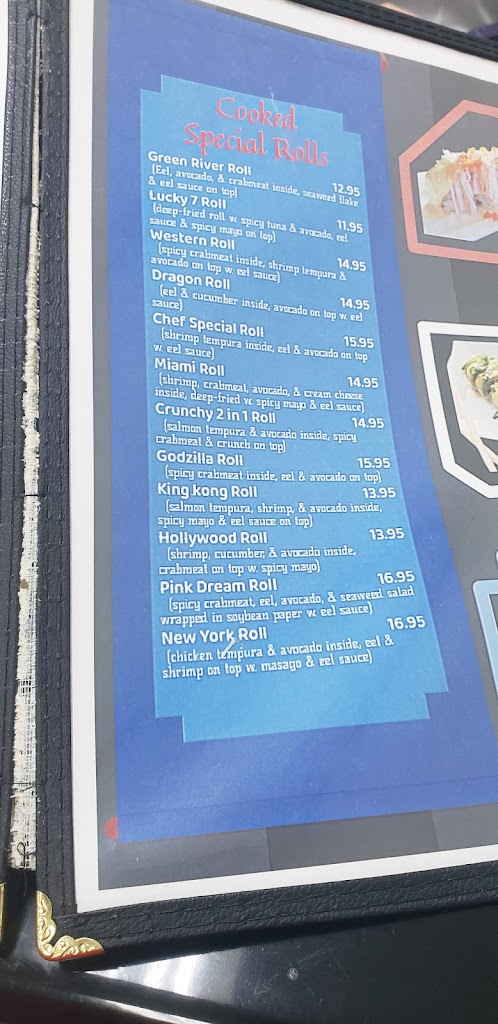 Cooked
Special Rolls
Green River Roll 12.95
(Eel, avocado, & crabmeat inside, seaweed flake
& eel sauce on top)
Lucky 7 Roll 11.95
(deep-fried roll w. spicy tuna & avocado, eel
sauce & spicy mayo on top)
Western Roll 14.95
(spicy crabmeat inside, shrimp tempura &
avocado on top w. eel sauce)
Dragon Roll 14.95
(eel & cucumber inside, avocado on top w. eel
sauce)
Chef Special Roll 15.95
(shrimp tempura inside, eel & avocado on top
w. eel sauce)
Miami Roll 14.95
(shrimp, crabmeat, avocado, & cream cheese
inside, deep-fried w. spicy mayo & eel sauce)
Crunchy 2 in 1 Roll 14.95
(salmon tempura & avocado inside, spicy
crabmeat & crunch on top)
Godzilla Roll 15.95
(spicy crabmeat inside, eel & avocado on top)
King kong Roll 13.95
(salmon tempura, shrimp, & avocado inside,
spicy mayo & eel sauce on top)
Hollywood Roll 13.95
(shrimp, cucumber, & avocado inside,
crabmeat on top w. spicy mayo)
Pink Dream Roll 16.95
(spicy crabmeat, eel, avocado, & seaweed salad
wrapped in soybean paper w. eel sauce)
New York Roll 16.95
(chicken tempura & avocado inside, eel &
shrimp on top w. masago & eel sauce)